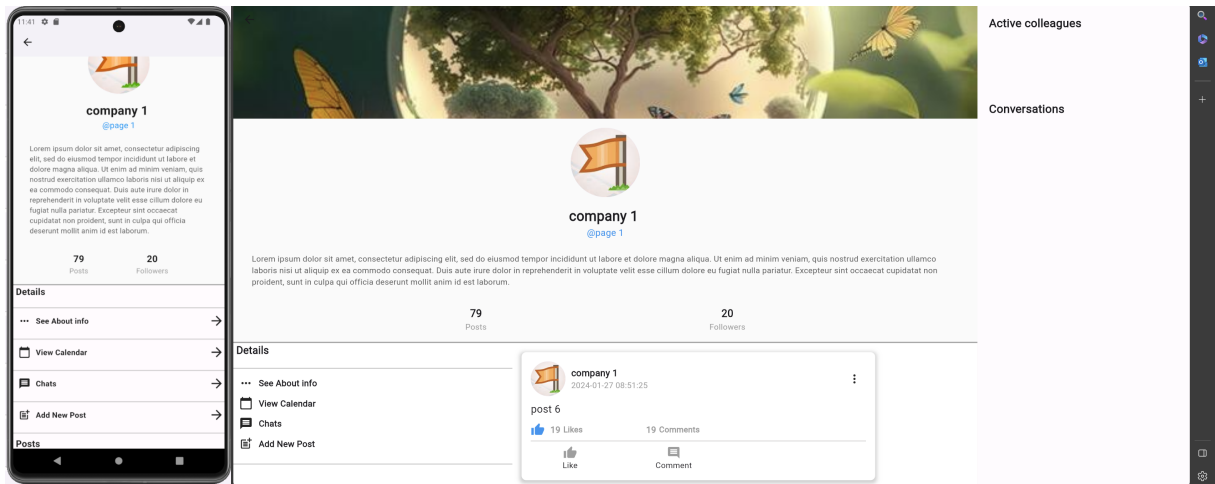 11:41
company 1
@page 1
Lorem ipsum dolor sit amet, consectetur adipiscing
elit, sed do eiusmod tempor incididunt ut labore et
dolore magna aliqua. Ut enim ad minim veniam, quis
nostrud exercitation ullamco laboris nisi ut aliquip ex
ea commodo consequat. Duis aute irure dolor in
reprehenderit in voluptate velit esse cillum dolore eu
fugiat nulla pariatur. Excepteur sint occaecat
cupidatat non proident, sunt in culpa qui officia
deserunt mollit anim id est laborum.
79 20
Posts Followers
Details
See About info
View Calendar
Chats
Add New Post
Posts
company 1
@page 1
Lorem ipsum dolor sit amet, consectetur adipiscing elit, sed do eiusmod tempor incididunt ut labore et dolore magna aliqua. Ut enim ad minim veniam, quis nostrud exercitation ullamco
laboris nisi ut aliquip ex ea commodo consequat. Duis aute irure dolor in reprehenderit in voluptate velit esse cillum dolore eu fugiat nulla pariatur. Excepteur sint occaecat cupidatat non
proident, sunt in culpa qui officia deserunt mollit anim id est laborum.
79 20
Posts Followers
Details
See About info
View Calendar
Chats
Add New Post
company 1
2024-01-27 08:51:25
post 6
19 Likes 19 Comments
Like Comment
Active colleagues
Conversations